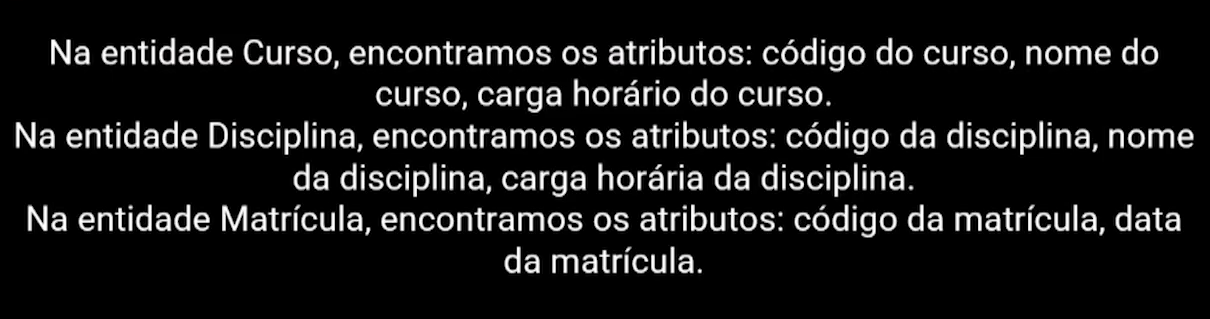 Na entidade Curso, encontramos os atributos: código do curso, nome do
curso, carga horário do curso.
Na entidade Disciplina, encontramos os atributos: código da disciplina, nome
da disciplina, carga horária da disciplina.
Na entidade Matrícula, encontramos os atributos: código da matrícula, data
da matrícula.